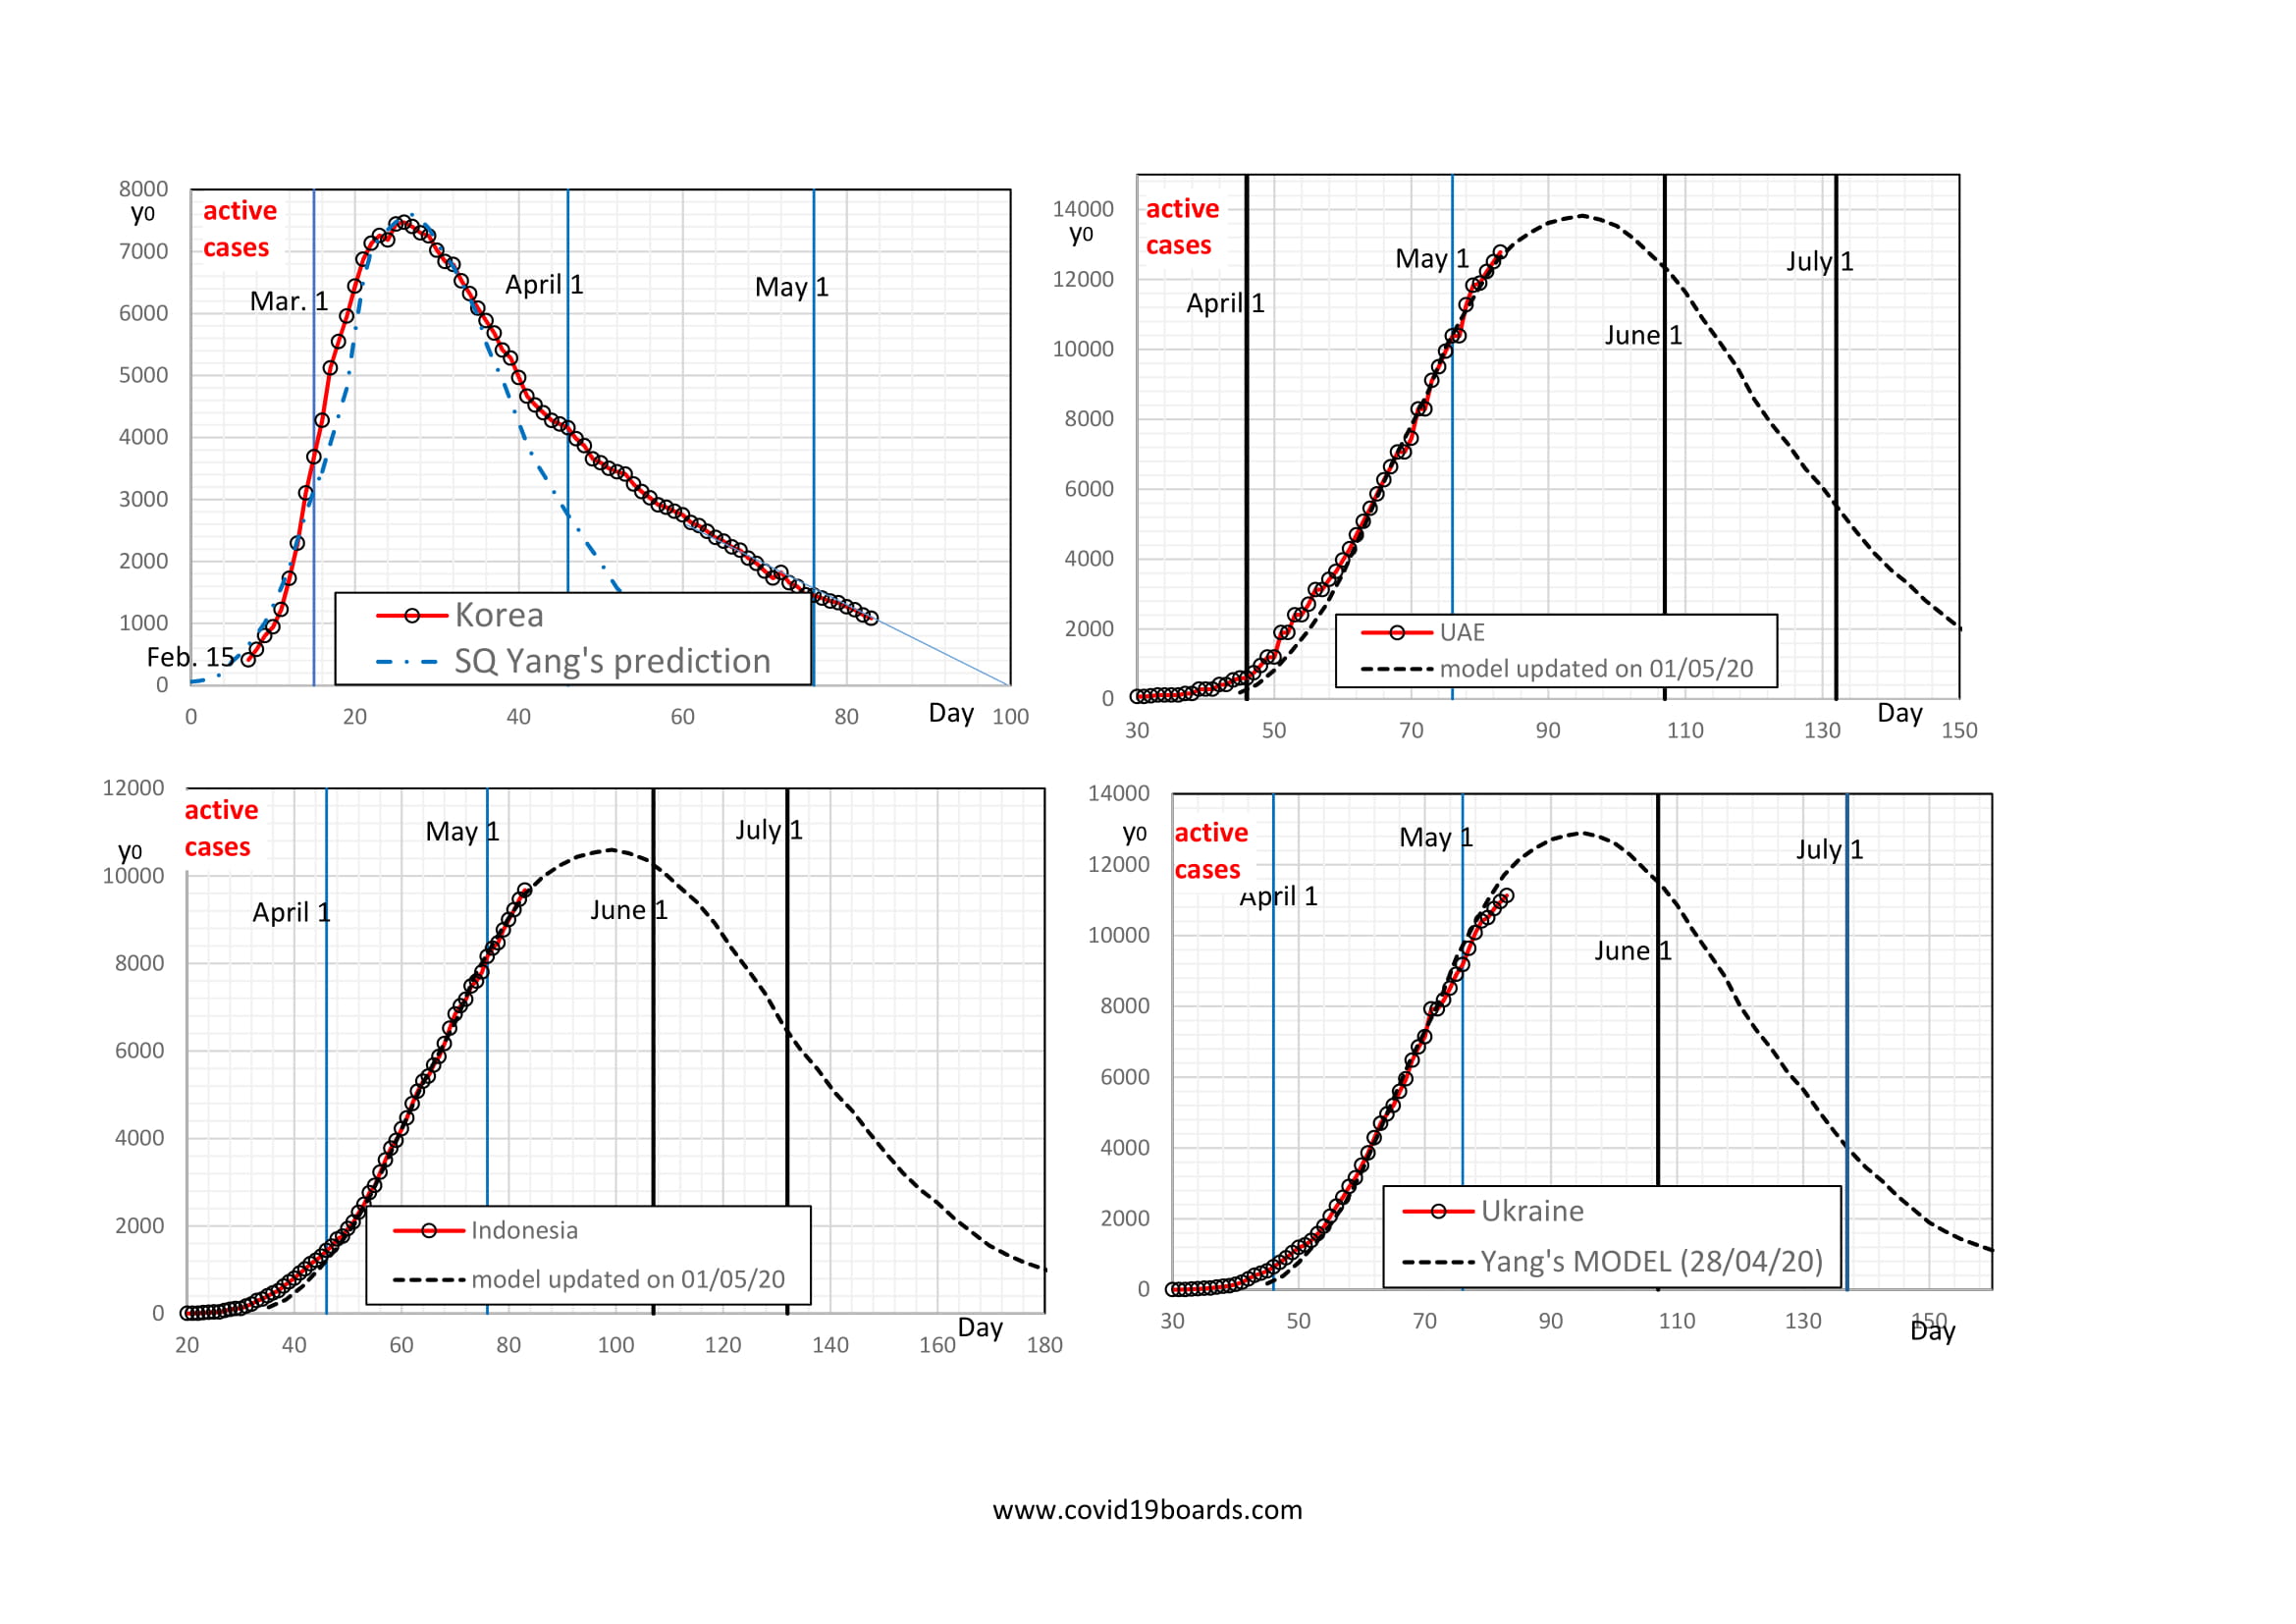 8000
y0
active
cases
7000
6000
5000
4000
3000
2000
1000
0
Mar. 1
April 1
May 1
Feb. 15
Korea
SQ Yang's prediction
0
20
40
60
80
Day
100
14000
y0
active
cases
12000
10000
8000
6000
4000
2000
0
April 1
May 1
June 1
July 1
UAE
model updated on 01/05/20
30
50
70
90
110
130
Day
150
12000
active
cases
y0
10000
8000
6000
4000
2000
0
April 1
May 1
June 1
July 1
Indonesia
model updated on 01/05/20
20
40
60
80
100
120
140
160
Day
180
14000
y0
active
cases
12000
10000
8000
6000
4000
2000
0
April 1
May 1
June 1
July 1
Ukraine
Yang's MODEL (28/04/20)
30
50
70
90
110
130
150
Day
www.covid19boards.com